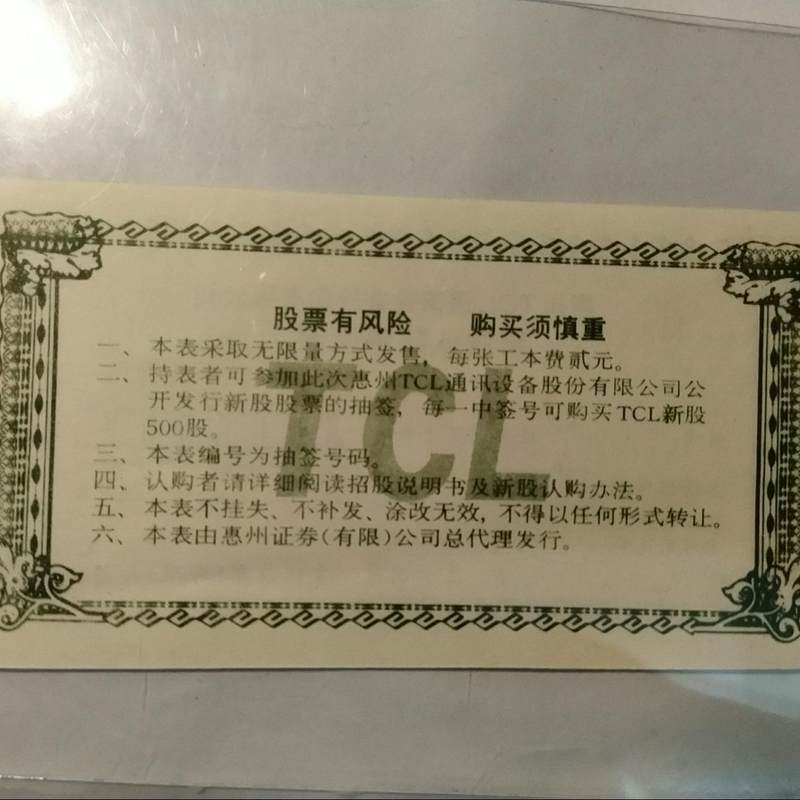 股票有风险　　购买须慎重
一、本表采取无限量方式发售，每张工本费贰元。
二、持表者可参加此次惠州TCL通讯设备股份有限公司公
开发行新股股票的抽签，每一中签号可购买TCL新股
500股。
三、本表编号为抽签号码。
四、认购者请详细阅读招股说明书及新股认购办法。
五、本表不挂失、不补发、涂改无效，不得以任何形式转让。
六、本表由惠州证券(有限)公司总代理发行。
TCL